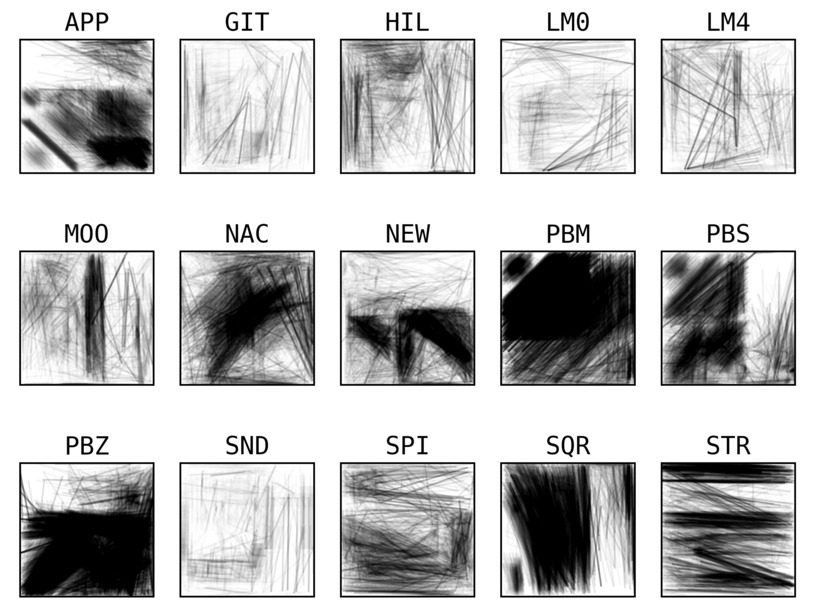 APP GIT HIL LM0 LM4
MOO NAC NEW PBM PBS
PBZ SND SPI SQR STR